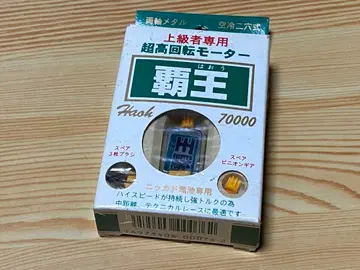 両軸メタル 空冷二穴式
上級者専用
超高回転モーター
はおう
覇王
Haoh 70000
スペア
3枚ブラシ
スペア
ピニオンギア
ニッカド電池専用
ハイスピードが持続し強トルクの為
中距離、テクニカルレースに最適です。